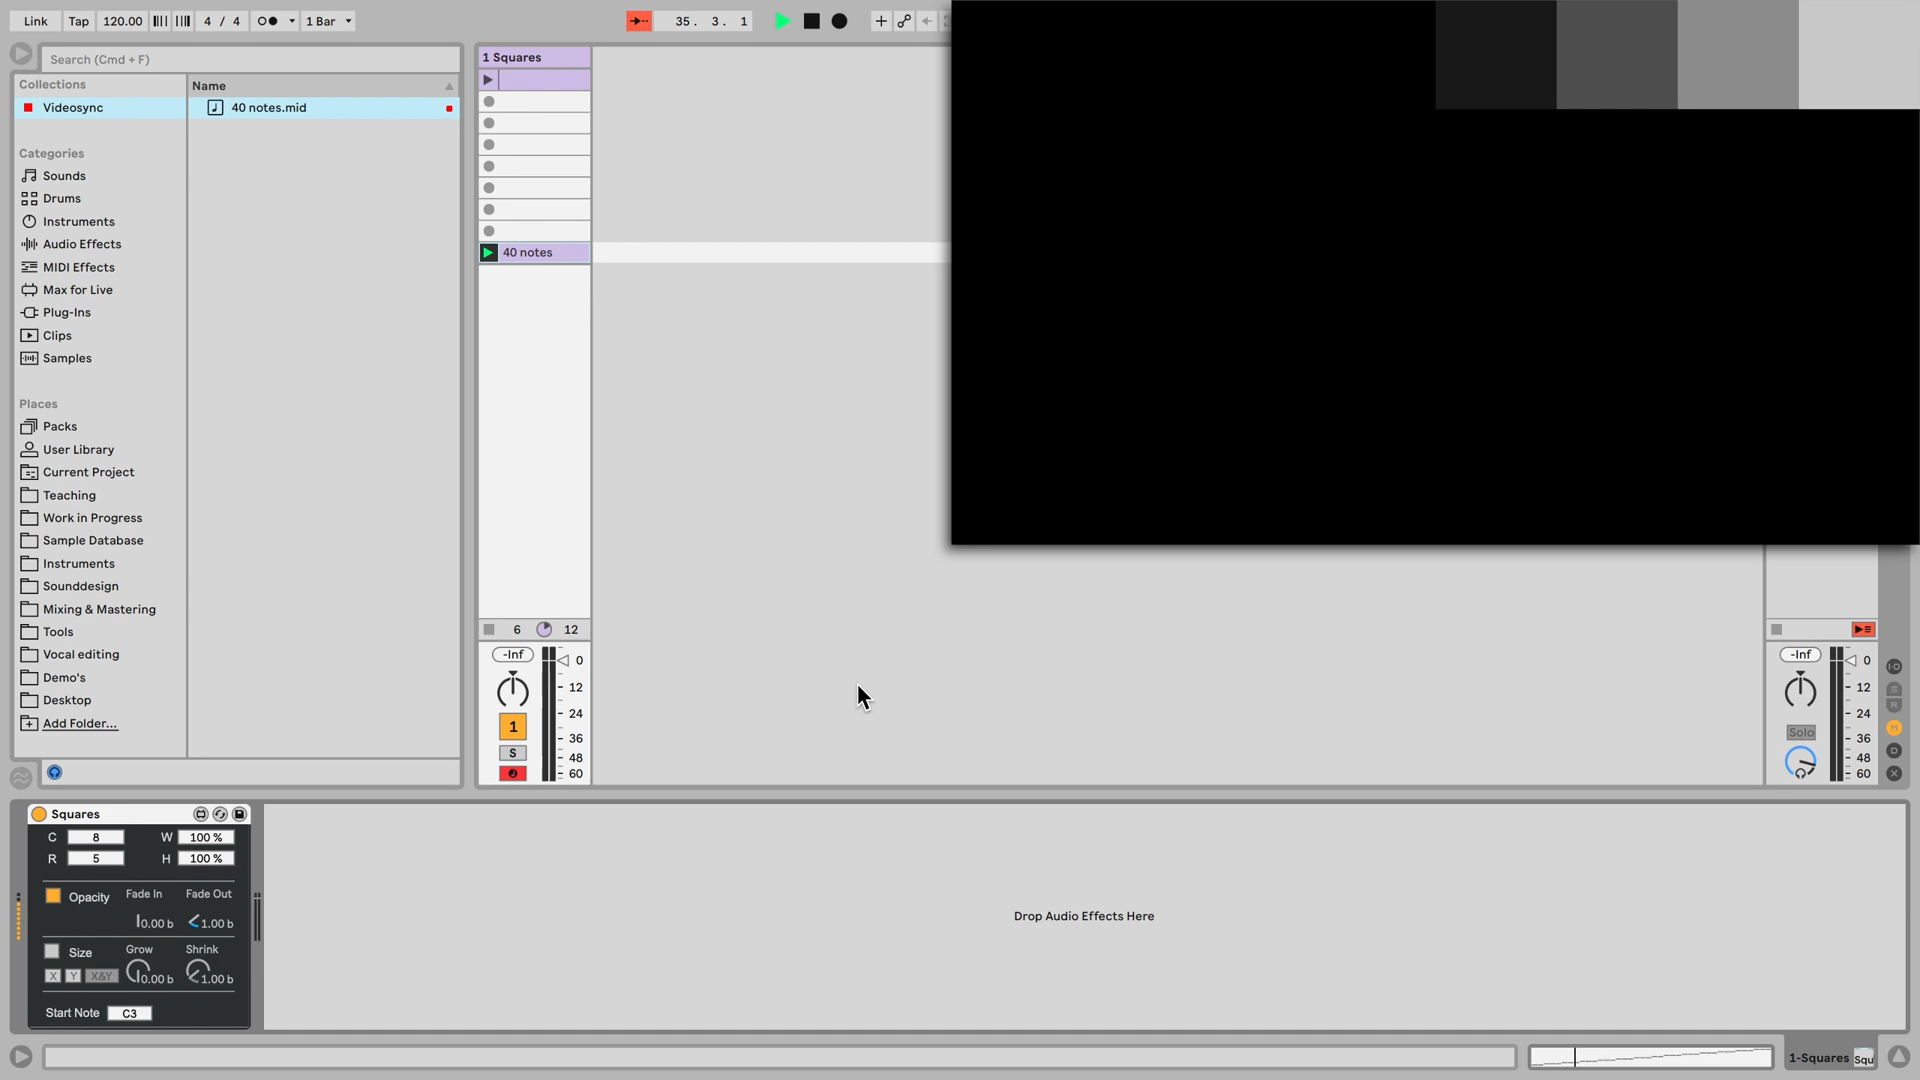 Link Tap 120.00 4 / 4 1 Bar 35. 3. 1
Search (Cmd + F)
Collections
Videosync
Categories
Sounds
Drums
Instruments
Audio Effects
MIDI Effects
Max for Live
Plug-Ins
Clips
Samples
Places
Packs
User Library
Current Project
Teaching
Work in Progress
Sample Database
Instruments
Sounddesign
Mixing & Mastering
Tools
Vocal editing
Demo's
Desktop
Add Folder...
Name
40 notes.mid
1 Squares
40 notes
6 12
-Inf 0
12
24
1
36
S
48
60
-Inf 0
12
24
Solo
36
48
60
I·O
S
R
M
D
X
Squares
C 8 W 100 %
R 5 H 100 %
Opacity Fade In Fade Out
0.00 b 1.00 b
Size Grow Shrink
X Y X&Y 0.00 b 1.00 b
Start Note C3
Drop Audio Effects Here
1-Squares Squ